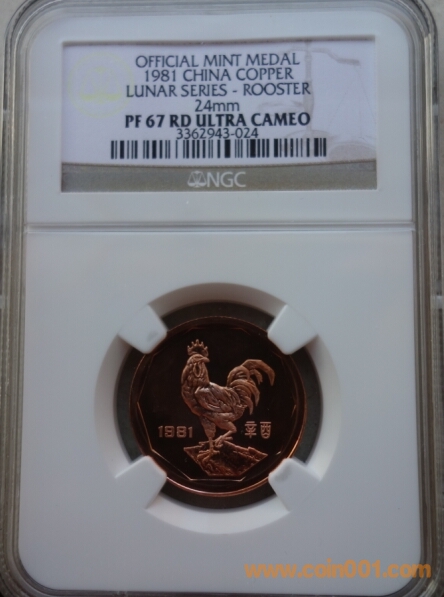 OFFICIAL MINT MEDAL
1981 CHINA COPPER
LUNAR SERIES - ROOSTER
24mm
PF 67 RD ULTRA CAMEO
3362943-024
NGC
1981 辛酉
www.coin001.com